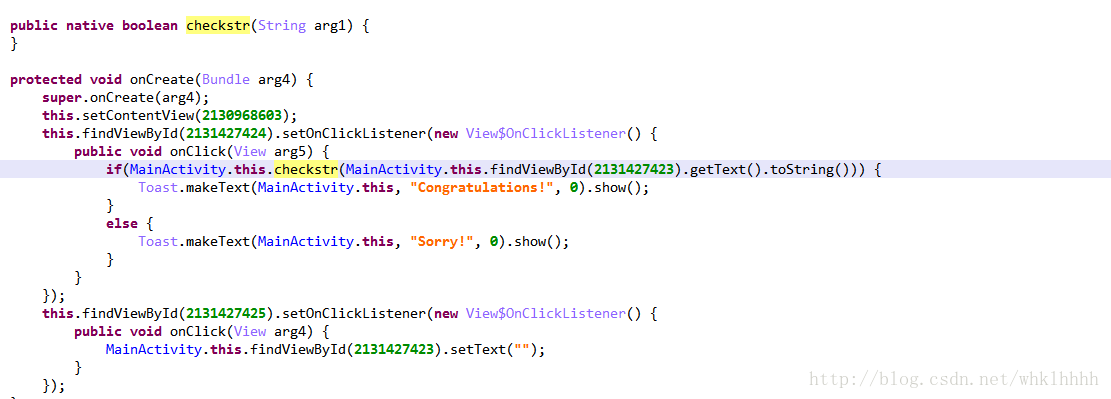 public native boolean checkstr(String arg1) {
}
protected void onCreate(Bundle arg4) {
    super.onCreate(arg4);
    this.setContentView(2130968603);
    this.findViewById(2131427424).setOnClickListener(new View$OnClickListener() {
        public void onClick(View arg5) {
            if(MainActivity.this.checkstr(MainActivity.this.findViewById(2131427423).getText().toString())) {
                Toast.makeText(MainActivity.this, "Congratulations!", 0).show();
            }
            else {
                Toast.makeText(MainActivity.this, "Sorry!", 0).show();
            }
        }
    });
    this.findViewById(2131427425).setOnClickListener(new View$OnClickListener() {
        public void onClick(View arg4) {
            MainActivity.this.findViewById(2131427423).setText("");
        }
    });
http://blog.csdn.net/whklhhhh